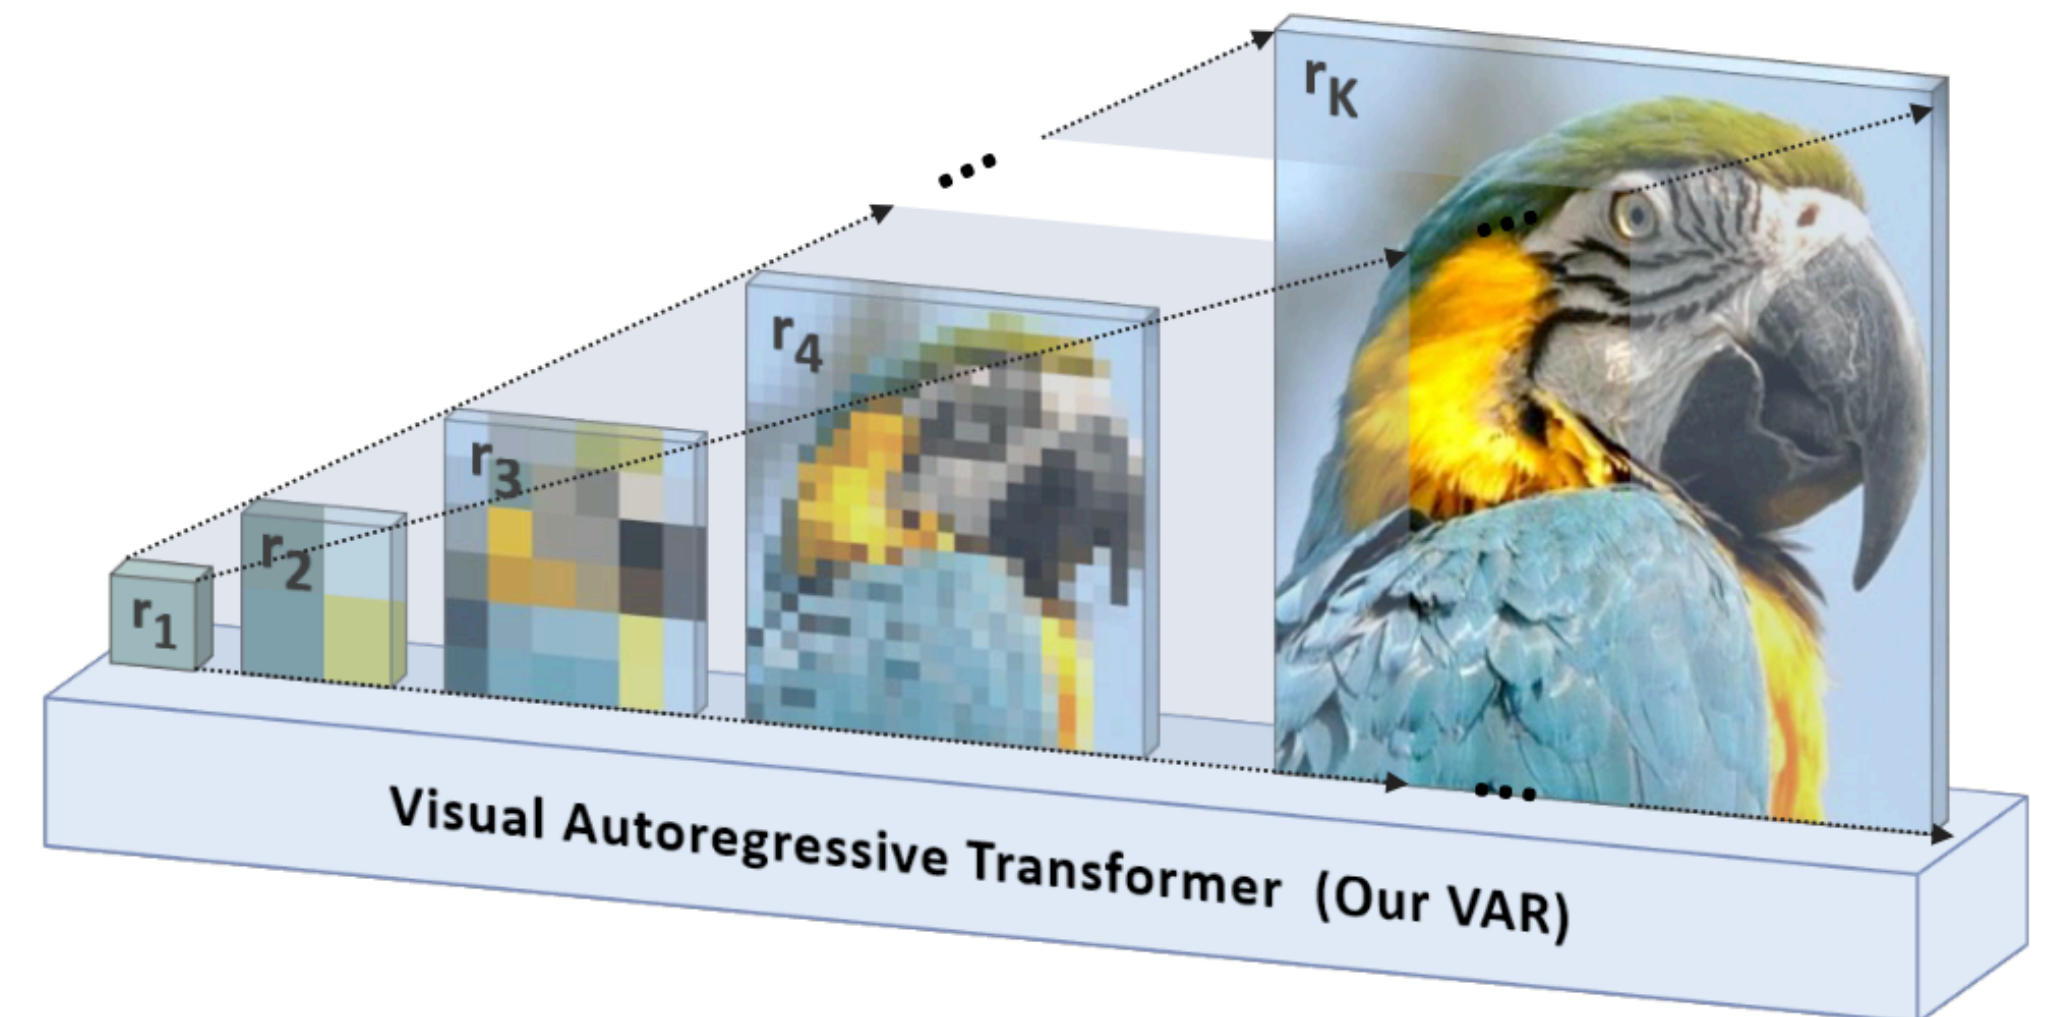 r1
r2
r3
r4
rK
Visual Autoregressive Transformer (Our VAR)